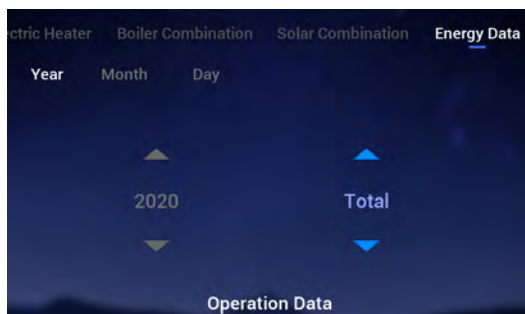 ctric Heater Boiler Combination Solar Combination Energy Data
Year Month Day
2020 Total
Operation Data